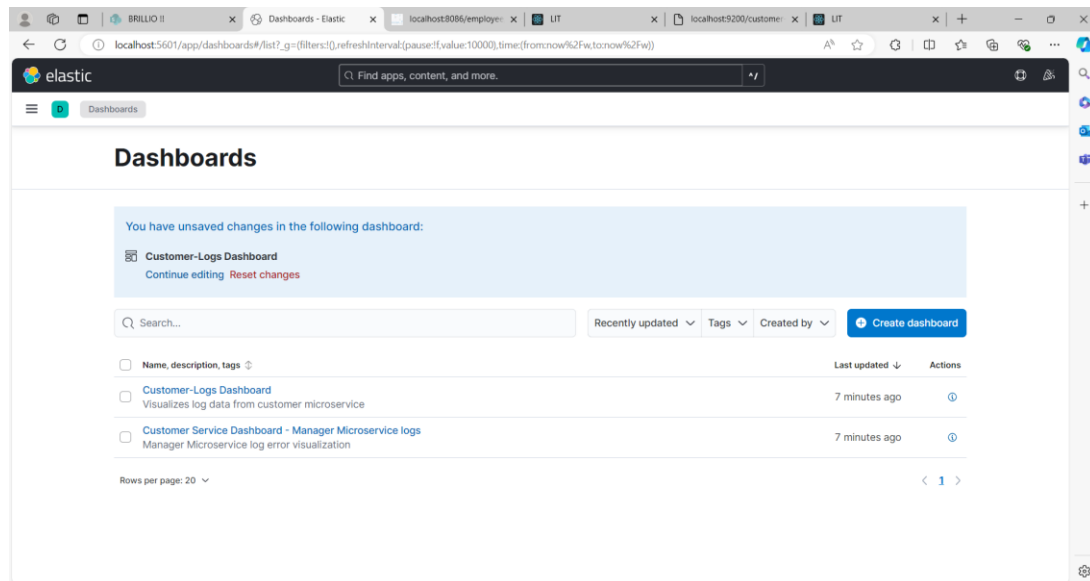 BRILLIO !!
Dashboards - Elastic
localhost:8086/employee
LIT
localhost:9200/custome
LIT
localhost:5601/app/dashboards#/list?_g=(filters:!(),refreshInterval:(pause:!f,value:10000),time:(from:now%2Fw,to:now%2Fw))
elastic
Find apps, content, and more.
^/
D
Dashboards
Dashboards
You have unsaved changes in the following dashboard:
Customer-Logs Dashboard
Continue editing Reset changes
Search...
Recently updated
Tags
Created by
Create dashboard
Name, description, tags
Last updated
Actions
Customer-Logs Dashboard
Visualizes log data from customer microservice
7 minutes ago
Customer Service Dashboard - Manager Microservice logs
Manager Microservice log error visualization
7 minutes ago
Rows per page: 20
1